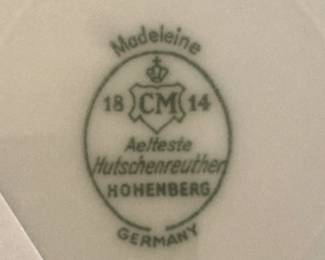 Madeleine
18 CM 14
Aelteste
Hutschenreuther
HOHENBERG
GERMANY